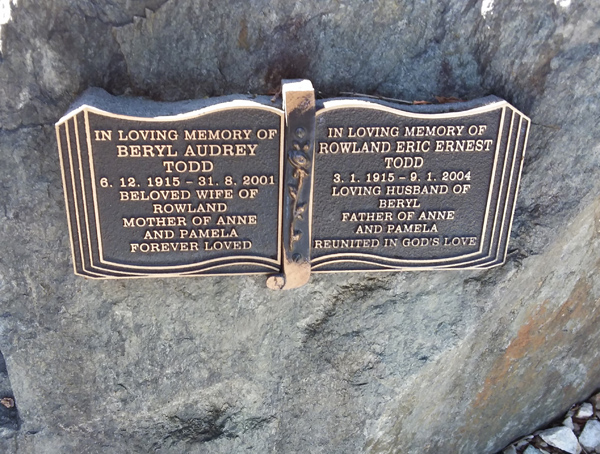 IN LOVING MEMORY OF
BERYL AUDREY
TODD
6. 12. 1915 - 31. 8. 2001
BELOVED WIFE OF
ROWLAND
MOTHER OF ANNE
AND PAMELA
FOREVER LOVED
IN LOVING MEMORY OF
ROWLAND ERIC ERNEST
TODD
3. 1. 1915 - 9. 1. 2004
LOVING HUSBAND OF
BERYL
FATHER OF ANNE
AND PAMELA
REUNITED IN GOD'S LOVE